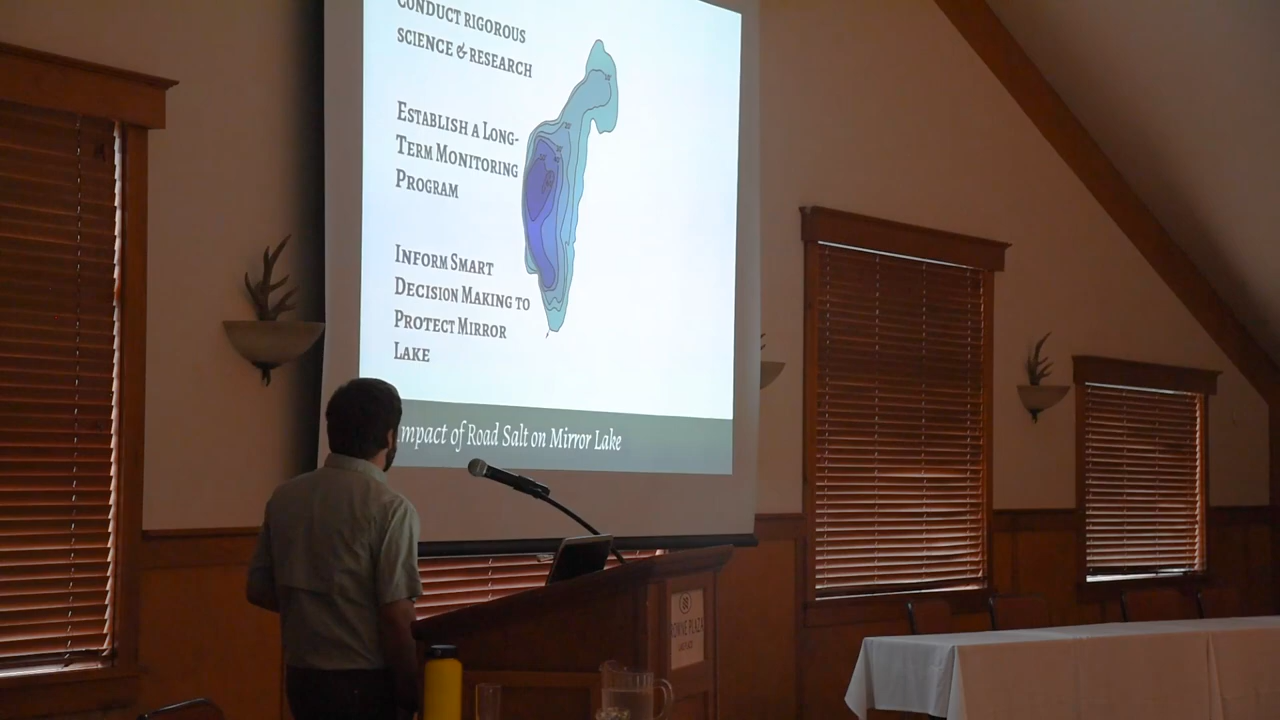 CONDUCT RIGOROUS
SCIENCE & RESEARCH
ESTABLISH A LONG-
TERM MONITORING
PROGRAM
INFORM SMART
DECISION MAKING TO
PROTECT MIRROR
LAKE
Impact of Road Salt on Mirror Lake
PLAZA